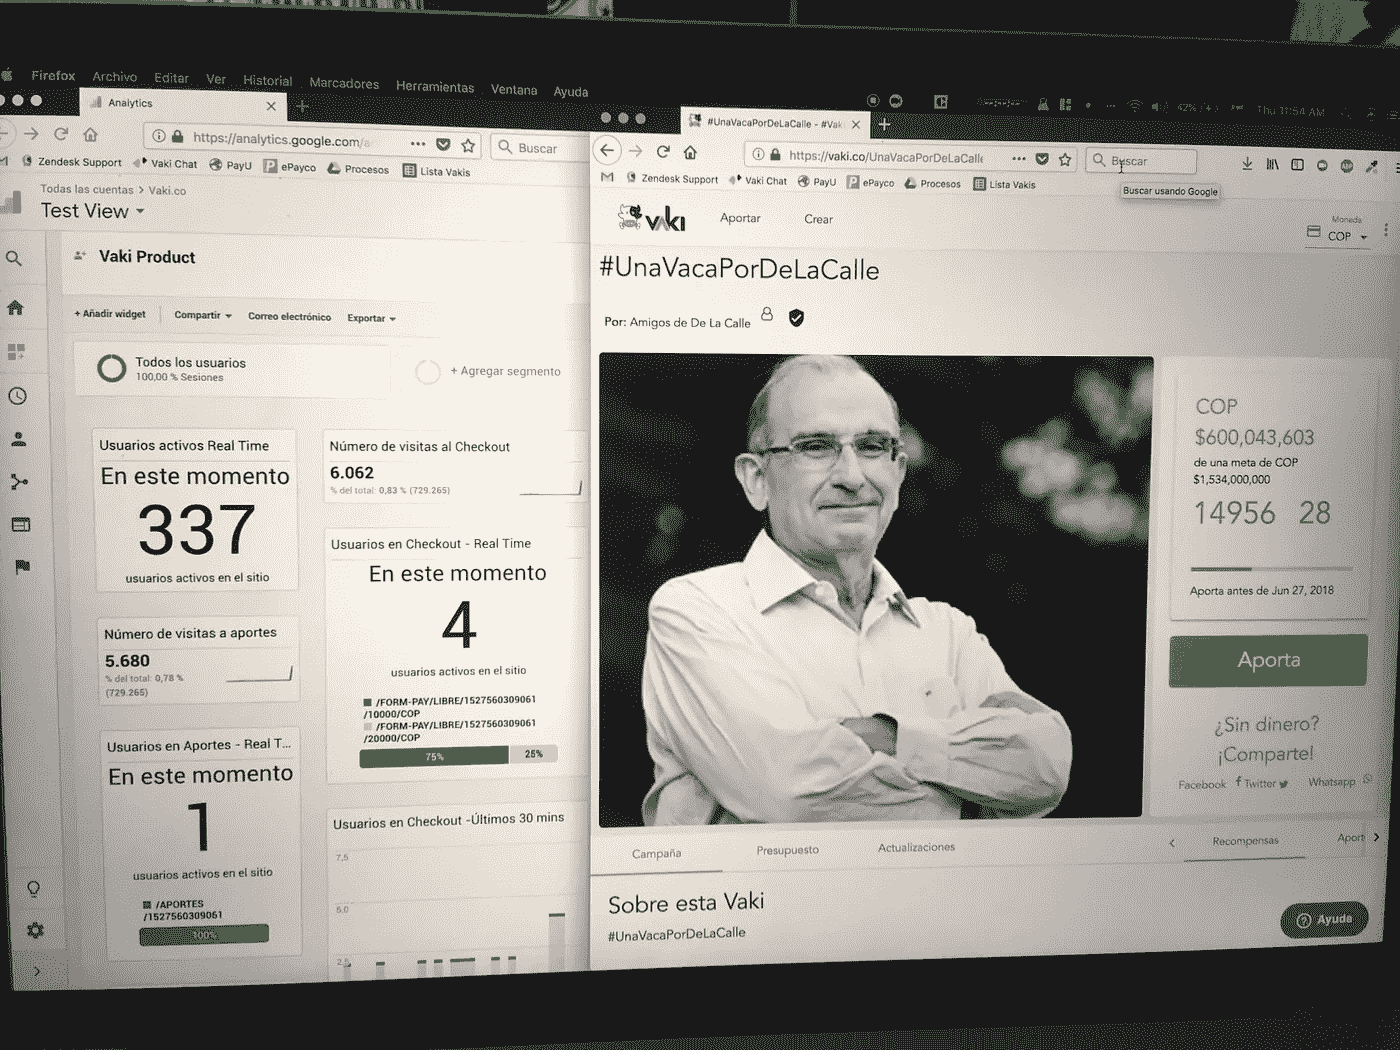 Firefox Archivo Editar Ver Historial Marcadores Herramientas Ventana Ayuda
42% Thu 11:54 AM
Analytics
https://analytics.google.com/a
Buscar
Zendesk Support Vaki Chat PayU ePayco Procesos Lista Vakis
Todas las cuentas > Vaki.co
Test View
Vaki Product
+ Añadir widget Compartir Correo electrónico Exportar
Todos los usuarios
100,00 % Sesiones
+ Agregar segmento
Usuarios activos Real Time
En este momento
337
usuarios activos en el sitio
Número de visitas a aportes
5.680
% del total: 0,78 %
(729.265)
Usuarios en Aportes - Real T...
En este momento
1
usuarios activos en el sitio
/APORTES
/1527560309061
100%
Número de visitas al Checkout
6.062
% del total: 0,83 % (729.265)
Usuarios en Checkout - Real Time
En este momento
4
usuarios activos en el sitio
/FORM-PAY/LIBRE/1527560309061
/10000/COP
/FORM-PAY/LIBRE/1527560309061
/20000/COP
75% 25%
Usuarios en Checkout -Últimos 30 mins
7,5
5,0
2,5
#UnaVacaPorDeLaCalle - #Vak
https://vaki.co/UnaVacaPorDeLaCalle
Buscar
Buscar usando Google
Zendesk Support Vaki Chat PayU ePayco Procesos Lista Vakis
vaki Aportar Crear
Moneda
COP
#UnaVacaPorDeLaCalle
Por: Amigos de De La Calle
COP
$600,043,603
de una meta de COP
$1,534,000,000
14956 28
Aporta antes de Jun 27, 2018
Aporta
¿Sin dinero?
¡Comparte!
Facebook Twitter Whatsapp
Campaña Presupuesto Actualizaciones
Recompensas Aport
Sobre esta Vaki
#UnaVacaPorDeLaCalle
Ayuda